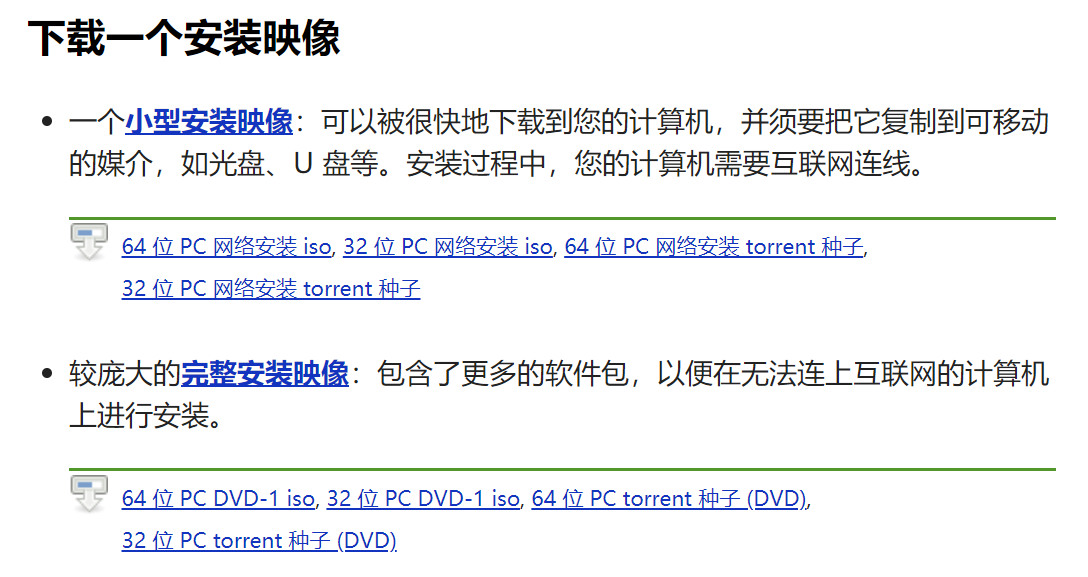 下载一个安装映像
一个小型安装映像：可以被很快地下载到您的计算机，并须要把它复制到可移动
的媒介，如光盘、U 盘等。安装过程中，您的计算机需要互联网连线。
64 位 PC 网络安装 iso, 32 位 PC 网络安装 iso, 64 位 PC 网络安装 torrent 种子,
32 位 PC 网络安装 torrent 种子
较庞大的完整安装映像：包含了更多的软件包，以便在无法连上互联网的计算机
上进行安装。
64 位 PC DVD-1 iso, 32 位 PC DVD-1 iso, 64 位 PC torrent 种子 (DVD),
32 位 PC torrent 种子 (DVD)